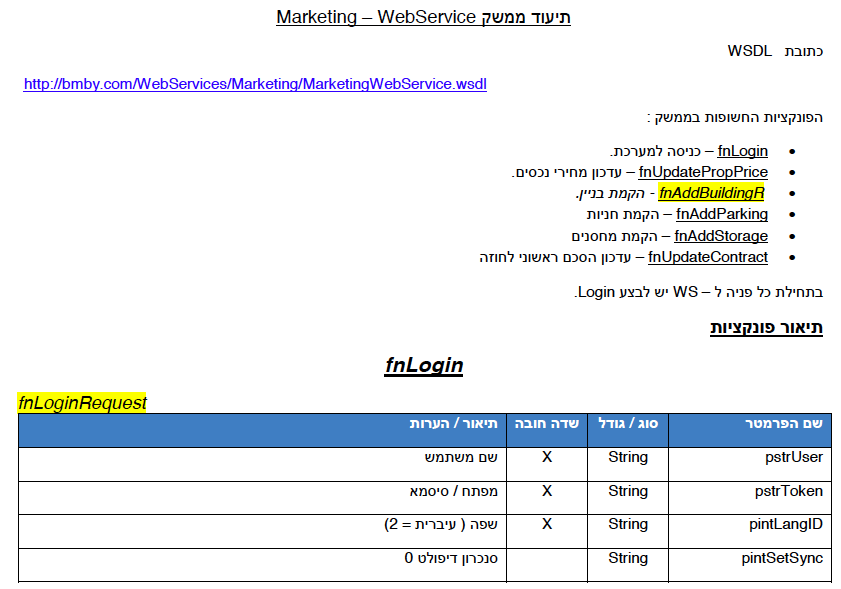 תיעוד ממשק Marketing – WebService
כתובת WSDL
http://bmby.com/WebServices/Marketing/MarketingWebService.wsdl
הפונקציות החשופות בממשק :
• fnLogin – כניסה למערכת.
• fnUpdatePropPrice – עדכון מחירי נכסים.
• fnAddBuildingR - הקמת בניין.
• fnAddParking – הקמת חניות
• fnAddStorage – הקמת מחסנים
• fnUpdateContract – עדכון הסכם ראשוני לחוזה
בתחילת כל פניה ל – WS יש לבצע Login.
תיאור פונקציות
fnLogin
fnLoginRequest
שם הפרמטר סוג / גודל שדה חובה תיאור / הערות
pstrUser String X שם משתמש
pstrToken String X מפתח / סיסמא
pintLangID String X שפה ( עיברית = 2)
pintSetSync String סנכרון דיפולט 0